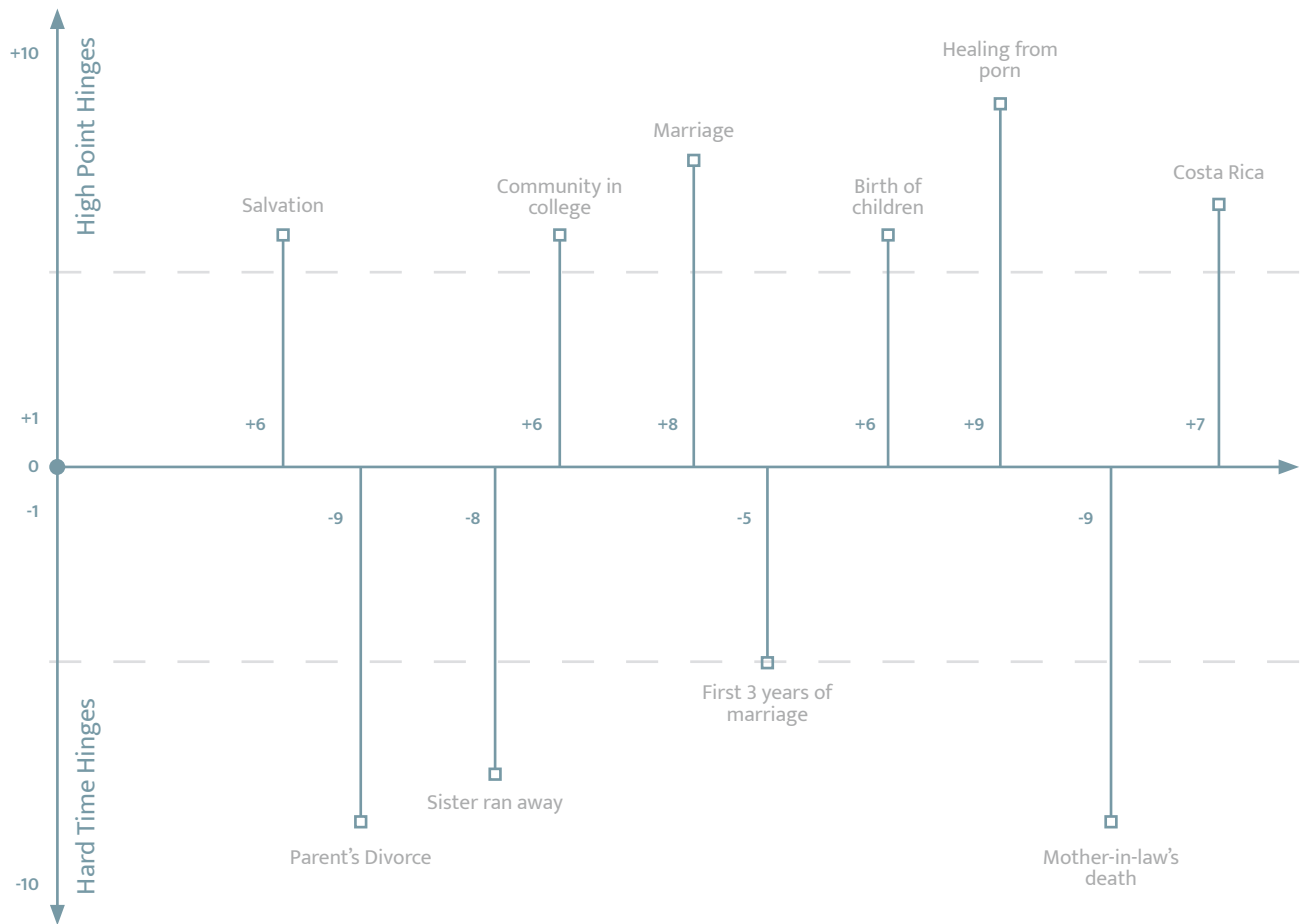 +10
High Point Hinges
Healing from
porn
Marriage
Costa Rica
Community in
college
Birth of
children
Salvation
+1
+6
+6
+8
+6
+9
+7
0
-1
-9
-8
-5
-9
First 3 years of
marriage
Hard Time Hinges
Sister ran away
Parent’s Divorce
Mother-in-law’s
death
-10